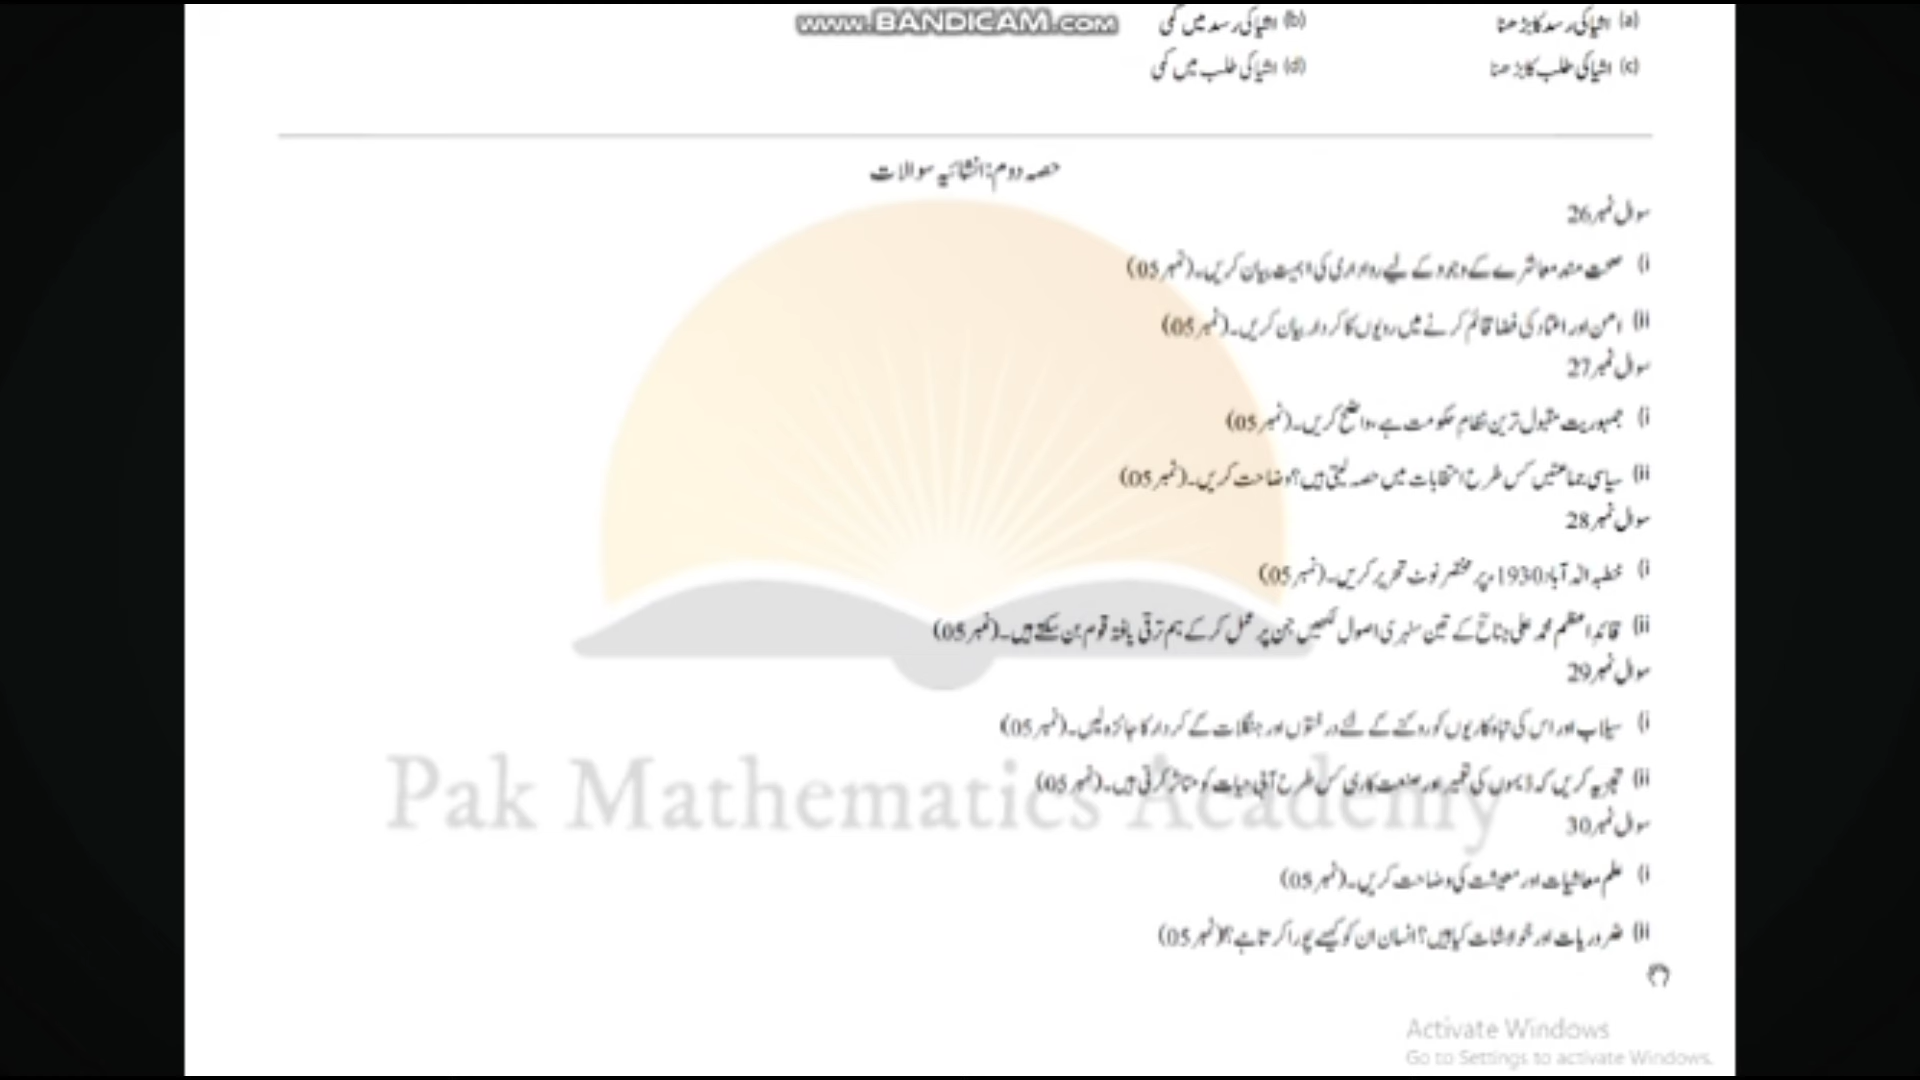 www.BANDICAM.com
(a) اشیا کی رسد کا بڑھنا (b) اشیا کی رسد میں کمی
(c) اشیا کی طلب کا بڑھنا (d) اشیا کی طلب میں کمی
حصہ دوم: انشائیہ سوالات
سوال نمبر 26
(i صحت مند معاشرے کے وجود کے لیے رواداری کی اہمیت بیان کریں۔ (نمبر 05)
(ii امن اور اعتماد کی فضا قائم کرنے میں رویوں کا کردار بیان کریں۔ (نمبر 05)
سوال نمبر 27
(i جمہوریت مقبول ترین نظام حکومت ہے، واضح کریں۔ (نمبر 05)
(ii سیاسی جماعتیں کس طرح انتخابات میں حصہ لیتی ہیں؟ وضاحت کریں۔ (نمبر 05)
سوال نمبر 28
(i خطبہ الہ آباد 1930ء پر مختصر نوٹ تحریر کریں۔ (نمبر 05)
(ii قائد اعظم محمد علی جناحؒ کے تین سنہری اصول لکھیں جن پر عمل کر کے ہم ترقی یافتہ قوم بن سکتے ہیں۔ (نمبر 05)
سوال نمبر 29
(i سیلاب اور اس کی تباہ کاریوں کو روکنے کے لئے درختوں اور جنگلات کے کردار کا جائزہ لیں۔ (نمبر 05)
(ii تجزیہ کریں کہ ڈیموں کی تعمیر اور صنعت کاری کس طرح آبی حیات کو متاثر کرتی ہیں۔ (نمبر 05)
Pak Mathematics Academy
سوال نمبر 30
(i علم معاشیات اور معیشت کی وضاحت کریں۔ (نمبر 05)
(ii ضروریات اور خواہشات کیا ہیں؟ انسان ان کو کیسے پورا کرتا ہے؟ (نمبر 05)
Activate Windows
Go to Settings to activate Windows.